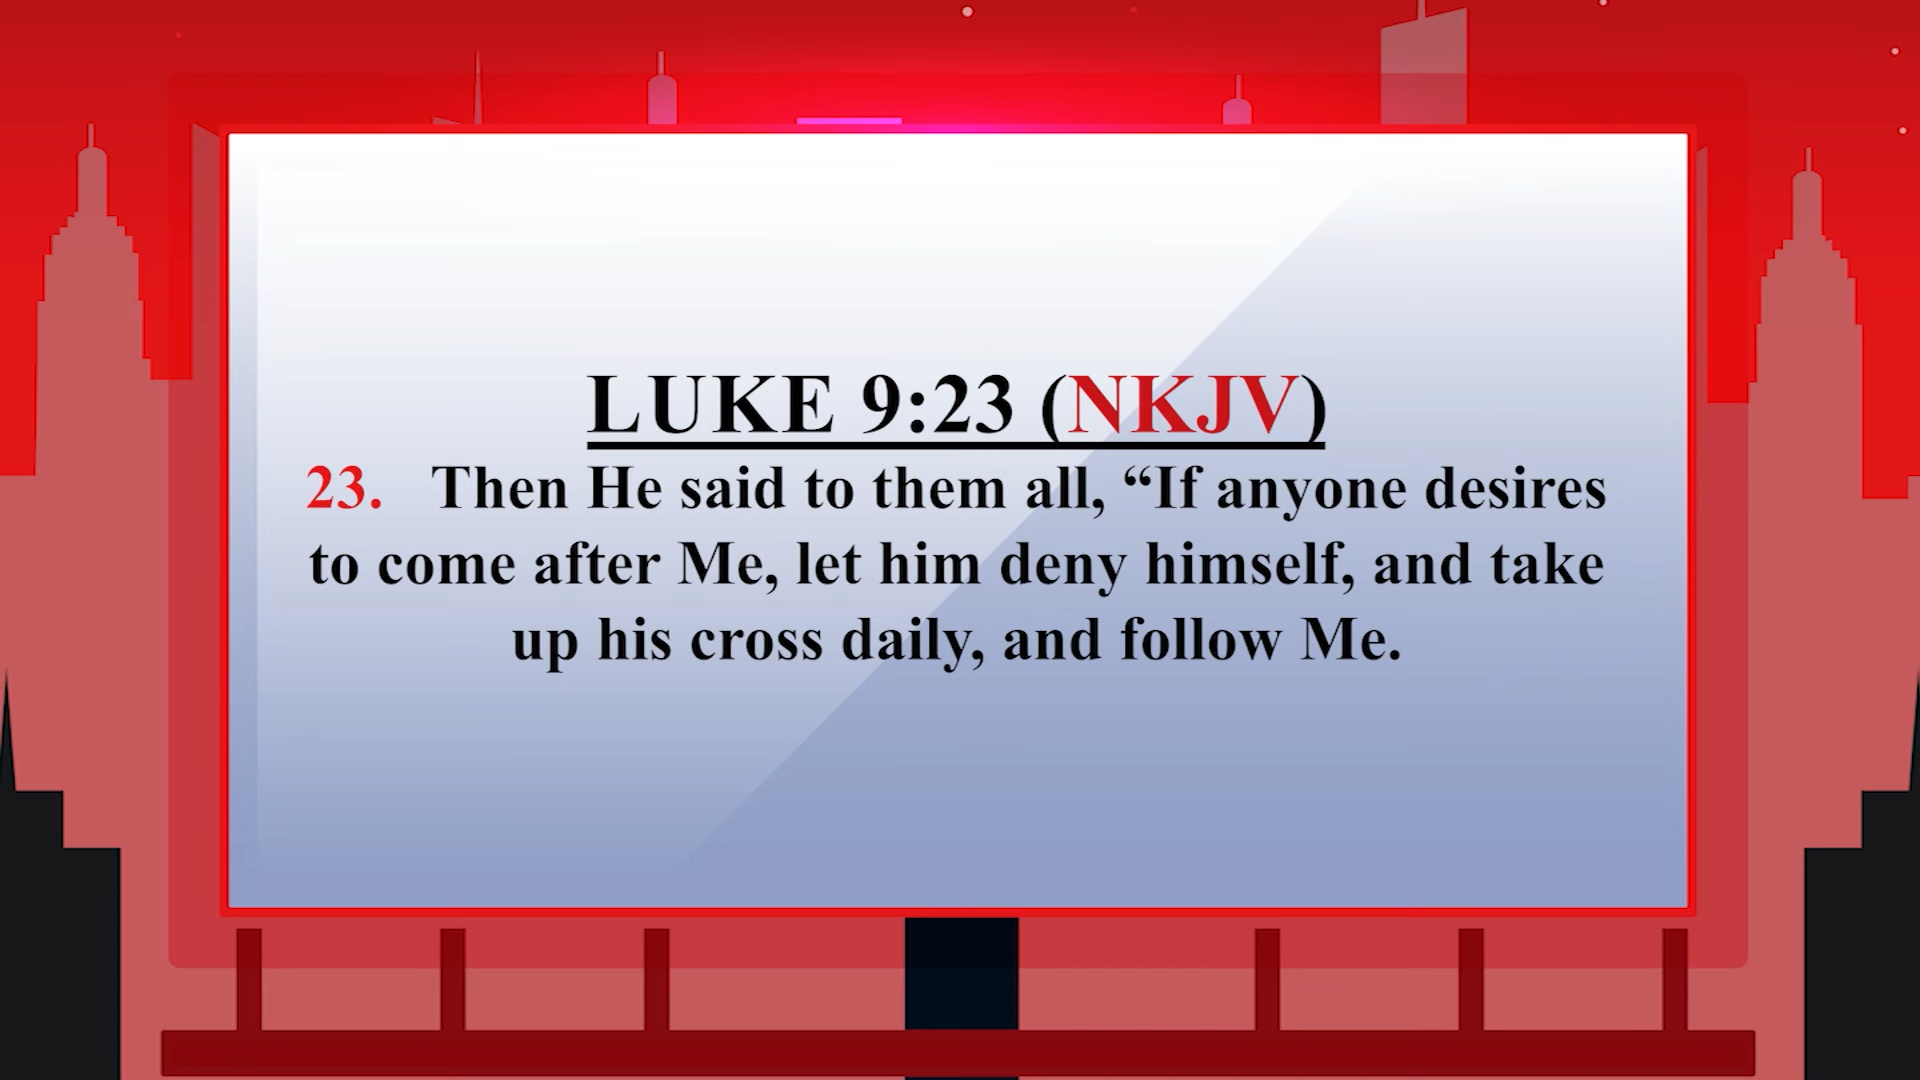 LUKE 9:23 (NKJV)
23. Then He said to them all, “If anyone desires
to come after Me, let him deny himself, and take
up his cross daily, and follow Me.